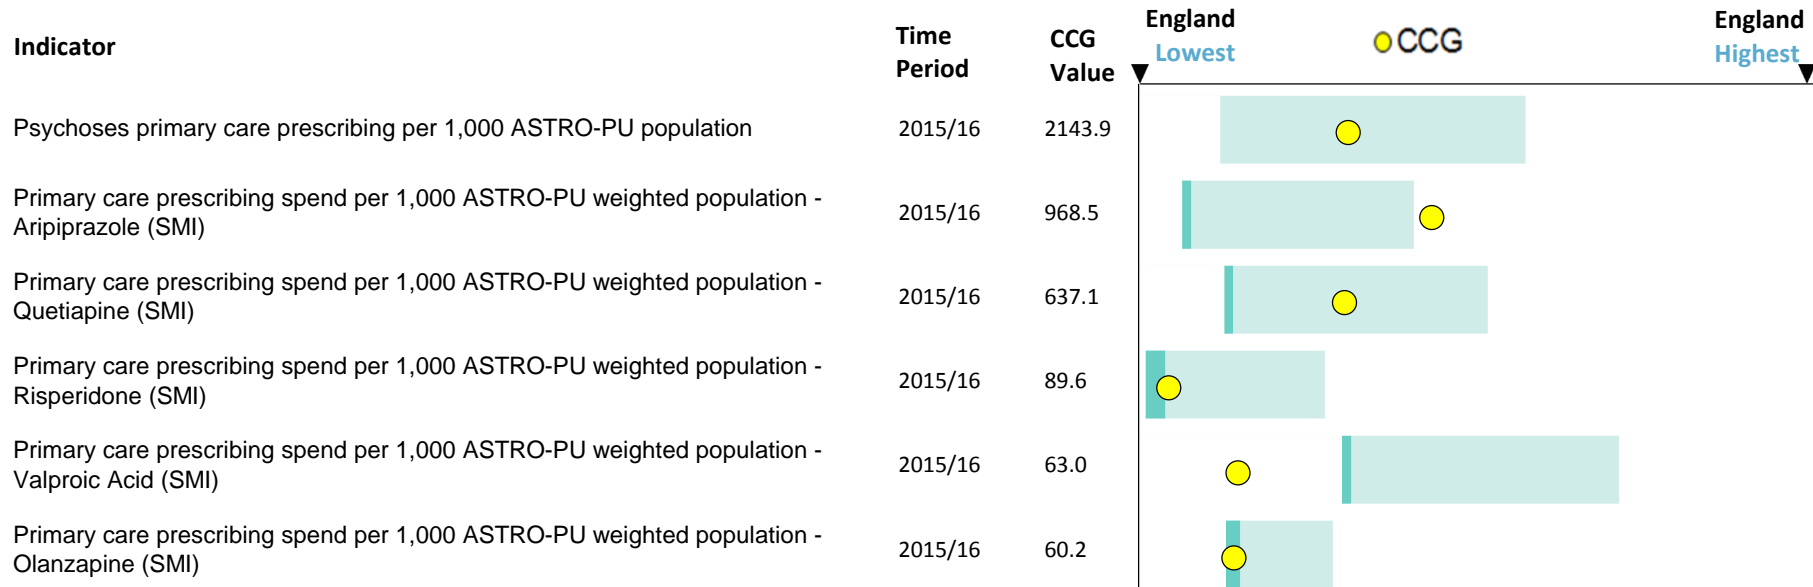 Indicator
Time
Period
CCG
Value
England
Lowest
CCG
England
Highest
Psychoses primary care prescribing per 1,000 ASTRO-PU population
2015/16
2143.9
Primary care prescribing spend per 1,000 ASTRO-PU weighted population -
Aripiprazole (SMI)
2015/16
968.5
Primary care prescribing spend per 1,000 ASTRO-PU weighted population -
Quetiapine (SMI)
2015/16
637.1
Primary care prescribing spend per 1,000 ASTRO-PU weighted population -
Risperidone (SMI)
2015/16
89.6
Primary care prescribing spend per 1,000 ASTRO-PU weighted population -
Valproic Acid (SMI)
2015/16
63.0
Primary care prescribing spend per 1,000 ASTRO-PU weighted population -
Olanzapine (SMI)
2015/16
60.2